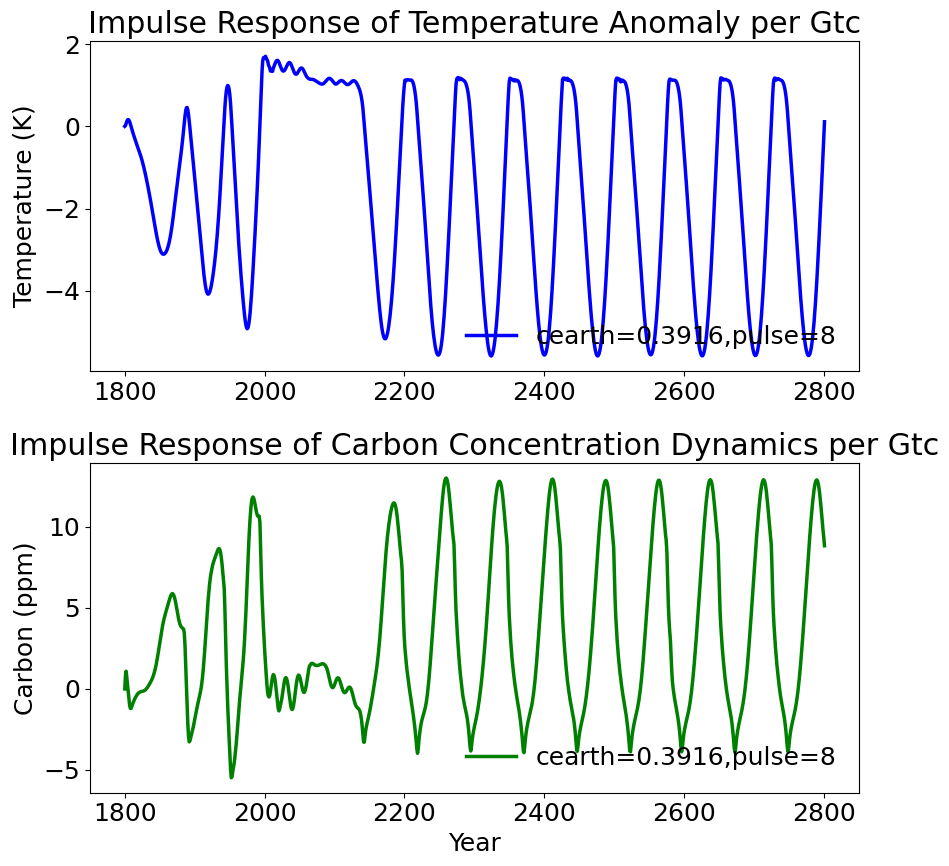 Impulse Response of Temperature Anomaly per Gtc
2
0
−2
−4
Temperature (K)
cearth=0.3916,pulse=8
1800 2000 2200 2400 2600 2800
Impulse Response of Carbon Concentration Dynamics per Gtc
10
5
0
−5
Carbon (ppm)
cearth=0.3916,pulse=8
1800 2000 2200 2400 2600 2800
Year